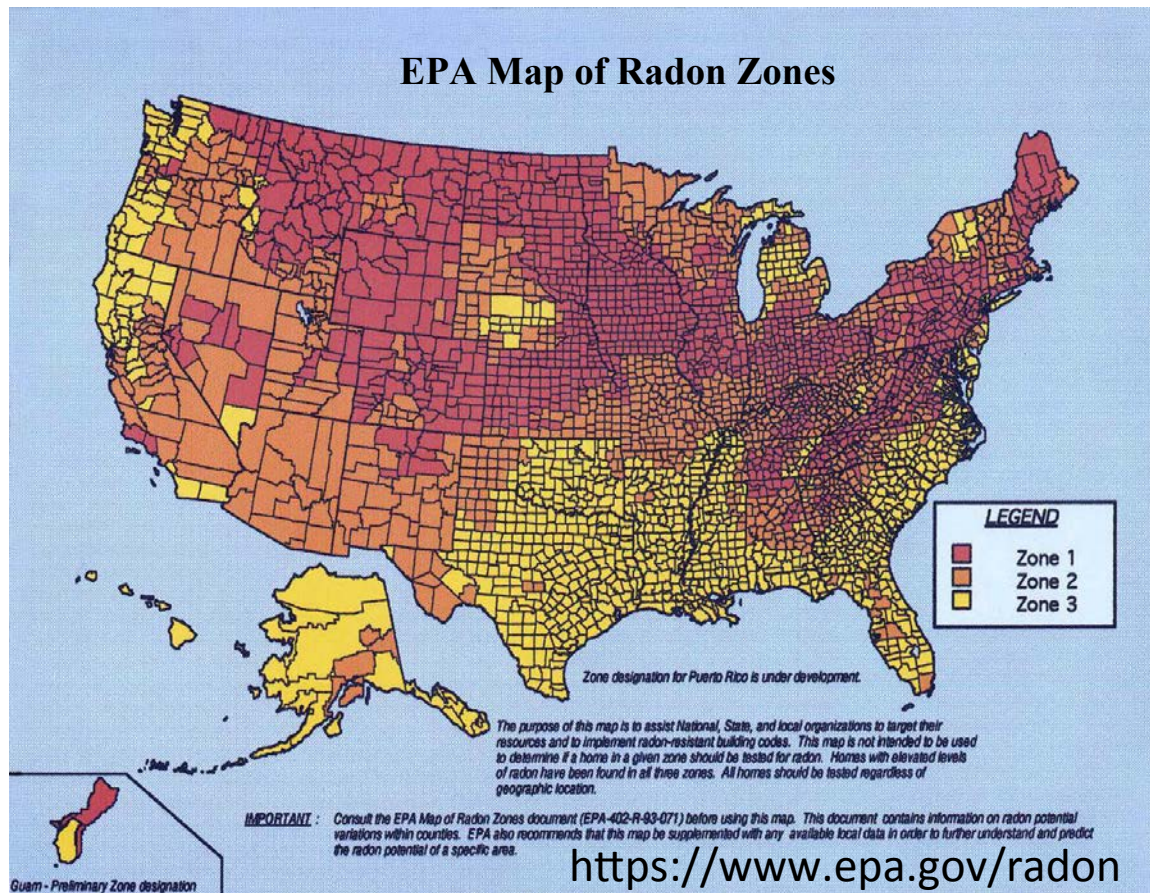 EPA Map of Radon Zones
LEGEND
Zone 1
Zone 2
Zone 3
Zone designation for Puerto Rico is under development.
The purpose of this map is to assist National, State, and local organizations to target their
resources and to implement radon-resistant building codes. This map is not intended to be used
to determine if a home in a given zone should be tested for radon. Homes with elevated levels
of radon have been found in all three zones. All homes should be tested regardless of
geographic location.
IMPORTANT : Consult the EPA Map of Radon Zones document (EPA-402-R-93-071) before using this map. This document contains information on radon potential
variations within counties. EPA also recommends that this map be supplemented with any available local data in order to further understand and predict
the radon potential of a specific area.
https://www.epa.gov/radon
Guam - Preliminary Zone designation